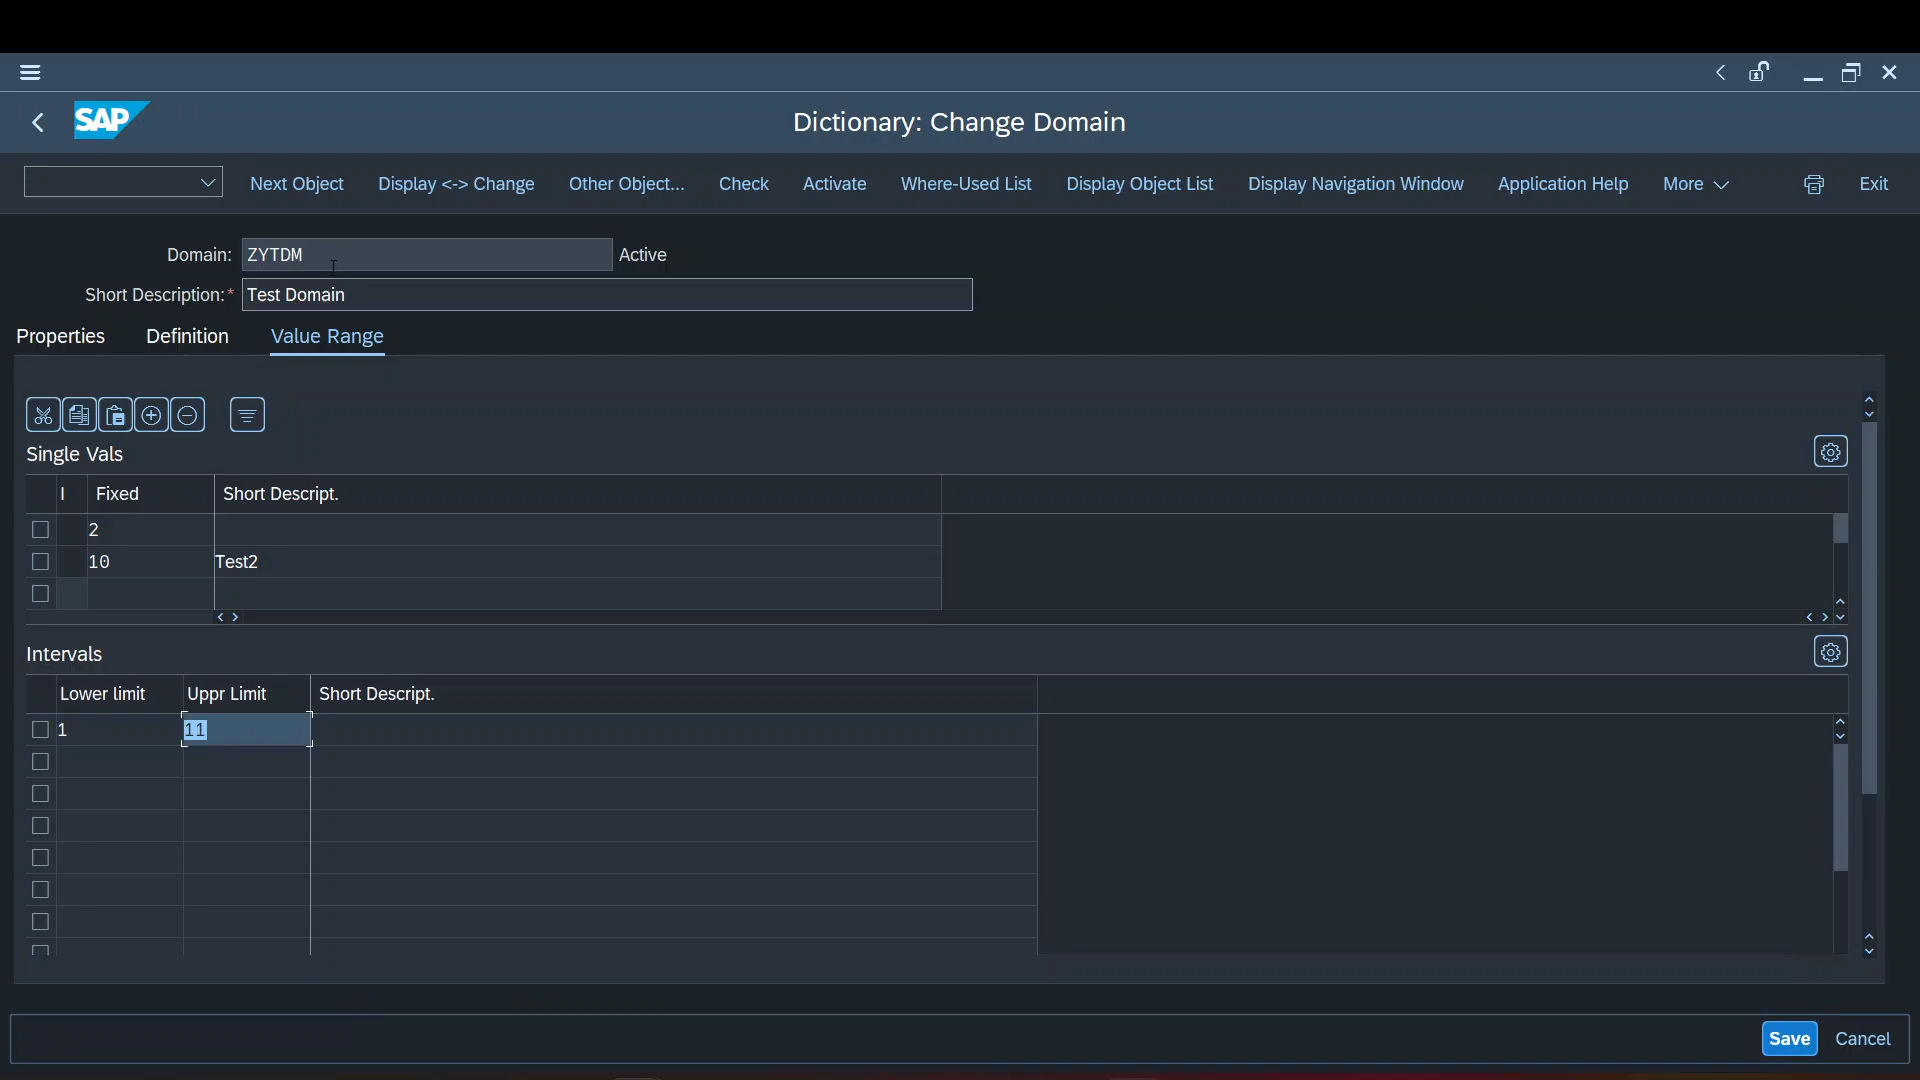 SAP
Dictionary: Change Domain
Next Object Display <-> Change Other Object... Check Activate Where-Used List Display Object List Display Navigation Window Application Help More Exit
Domain: ZYTDM Active
Short Description:* Test Domain
Properties Definition Value Range
Single Vals
I Fixed Short Descript.
2
10 Test2
Intervals
Lower limit Uppr Limit Short Descript.
1 11
Save Cancel